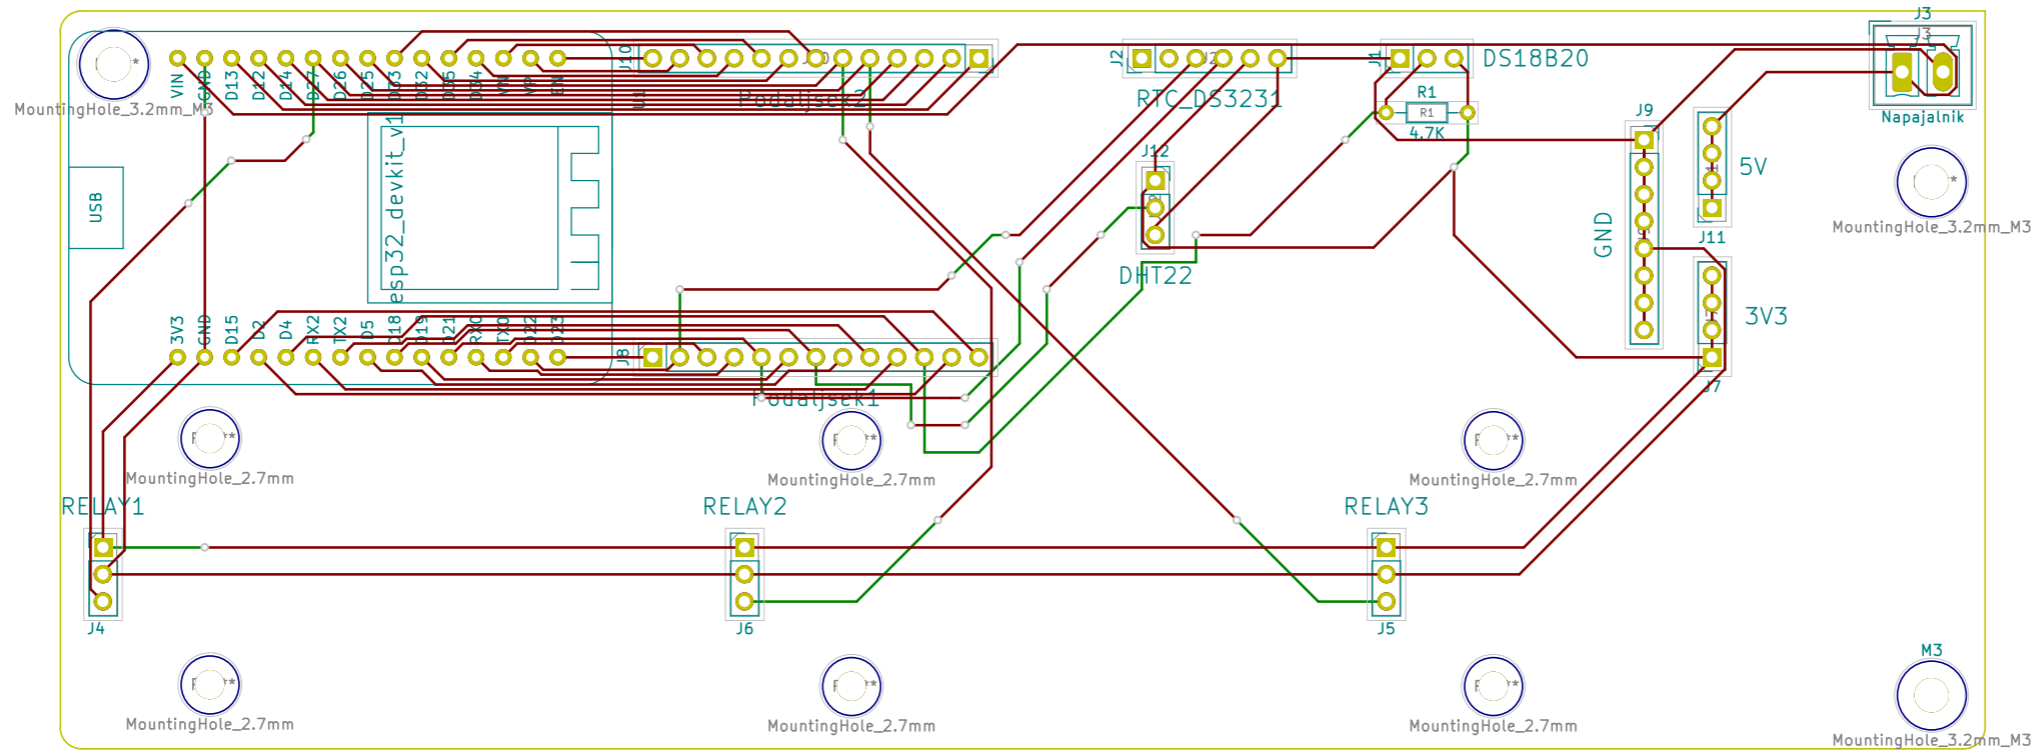 J3
J3
Napajalnik
MountingHole_3.2mm_M3
VIN
GND
D13
D12
D14
D27
D26
D25
D33
D32
D35
D34
VN
VP
EN
U1
J10
Podaljsek2
J2
J2
RTC_DS3231
J1
DS18B20
R1
R1
4.7K
J9
GND
5V
J11
MountingHole_3.2mm_M3
USB
esp32_devkit_v1
J12
DHT22
3V3
J7
3V3
GND
D15
D2
D4
RX2
TX2
D5
D18
D19
D21
RX0
TX0
D22
D23
J8
Podaljsek1
MountingHole_2.7mm
MountingHole_2.7mm
MountingHole_2.7mm
RELAY1
RELAY2
RELAY3
J4
J6
J5
M3
MountingHole_2.7mm
MountingHole_2.7mm
MountingHole_2.7mm
MountingHole_3.2mm_M3